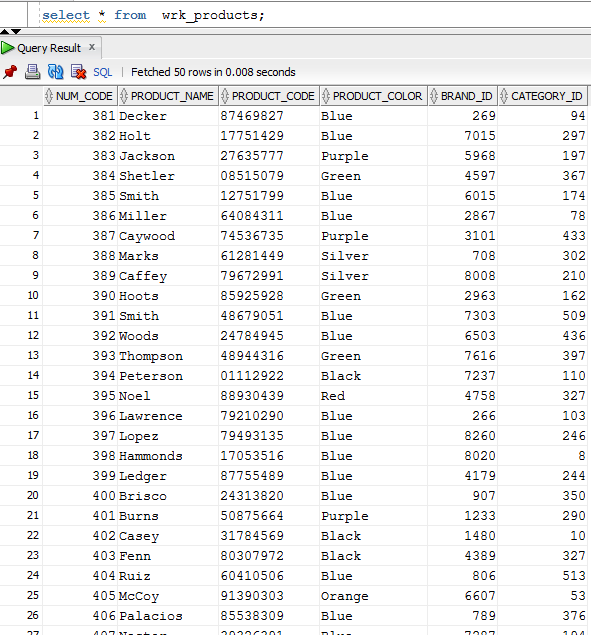 select * from  wrk_products;
Query Result x
SQL | Fetched 50 rows in 0.008 seconds
NUM_CODE PRODUCT_NAME PRODUCT_CODE PRODUCT_COLOR BRAND_ID CATEGORY_ID
1 381 Decker 87469827 Blue 269 94
2 382 Holt 17751429 Blue 7015 297
3 383 Jackson 27635777 Purple 5968 197
4 384 Shetler 08515079 Green 4597 367
5 385 Smith 12751799 Blue 6015 174
6 386 Miller 64084311 Blue 2867 78
7 387 Caywood 74536735 Purple 3101 433
8 388 Marks 61281449 Silver 708 302
9 389 Caffey 79672991 Silver 8008 210
10 390 Hoots 85925928 Green 2963 162
11 391 Smith 48679051 Blue 7303 509
12 392 Woods 24784945 Blue 6503 436
13 393 Thompson 48944316 Green 7616 397
14 394 Peterson 01112922 Black 7237 110
15 395 Noel 88930439 Red 4758 327
16 396 Lawrence 79210290 Blue 266 103
17 397 Lopez 79493135 Blue 8260 246
18 398 Hammonds 17053516 Blue 8020 8
19 399 Ledger 87755489 Blue 4179 244
20 400 Brisco 24313820 Blue 907 350
21 401 Burns 50875664 Purple 1233 290
22 402 Casey 31784569 Black 1480 10
23 403 Fenn 80307972 Black 4389 327
24 404 Ruiz 60410506 Blue 806 513
25 405 McCoy 91390303 Orange 6607 53
26 406 Palacios 85538309 Blue 789 376